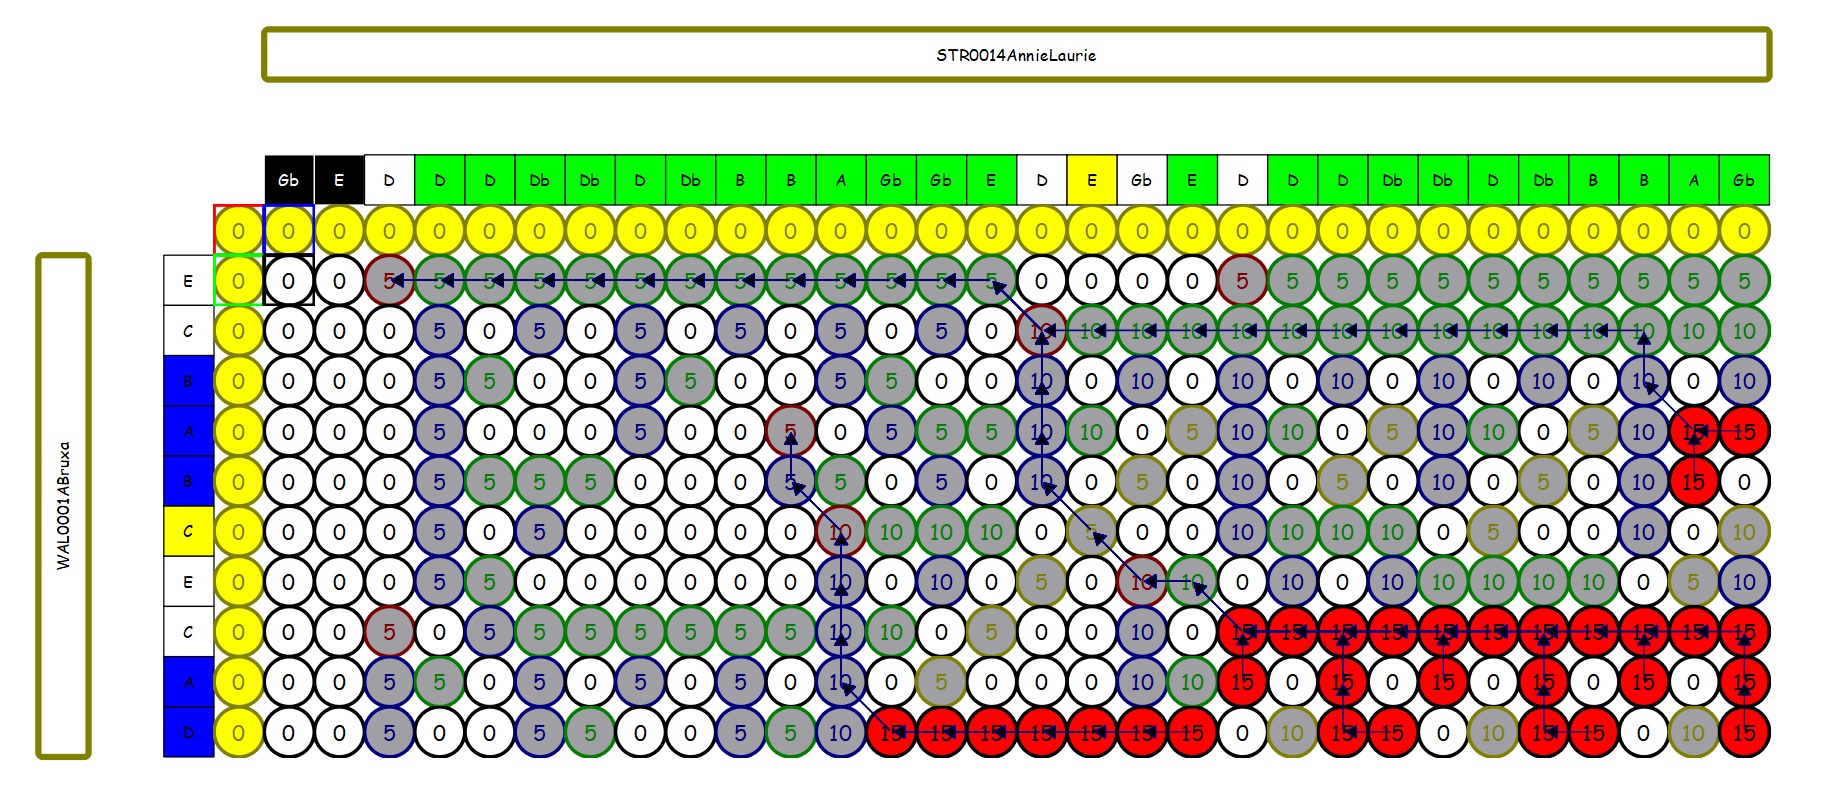 STR0014AnnieLaurie
Gb E D D D Db Db D Db B B A Gb Gb E D E Gb E D D D Db Db D Db B B A Gb
0 0 0 0 0 0 0 0 0 0 0 0 0 0 0 0 0 0 0 0 0 0 0 0 0 0 0 0 0 0 0
E 0 0 0 5 5 5 5 5 5 5 5 5 5 5 5 5 0 0 0 0 5 5 5 5 5 5 5 5 5 5 5
C 0 0 0 0 5 0 5 0 5 0 5 0 5 0 5 0 10 10 10 10 10 10 10 10 10 10 10 10 10 10 10
B 0 0 0 0 5 5 0 0 5 5 0 0 5 5 0 0 10 0 10 0 10 0 10 0 10 0 10 0 10 0 10
A 0 0 0 0 5 0 0 0 5 0 0 5 0 5 5 5 10 10 0 5 10 10 0 5 10 10 0 5 10 15 15
B 0 0 0 0 5 5 5 5 0 0 0 5 5 0 5 0 10 0 5 0 10 0 5 0 10 0 5 0 10 15 0
C 0 0 0 0 5 0 5 0 0 0 0 0 10 10 10 10 0 5 0 0 10 10 10 10 0 5 0 0 10 0 10
E 0 0 0 0 5 5 0 0 0 0 0 0 10 0 10 0 5 0 10 10 0 10 0 10 10 10 10 10 0 5 10
C 0 0 0 5 0 5 5 5 5 5 5 5 10 10 0 5 0 0 10 0 15 15 15 15 15 15 15 15 15 15 15
A 0 0 0 5 5 0 5 0 5 0 5 0 10 0 5 0 0 0 10 10 15 0 15 0 15 0 15 0 15 0 15
D 0 0 0 5 0 0 5 5 0 0 5 5 10 15 15 15 15 15 15 15 0 10 15 15 0 10 15 15 0 10 15
WAL0001ABruxa